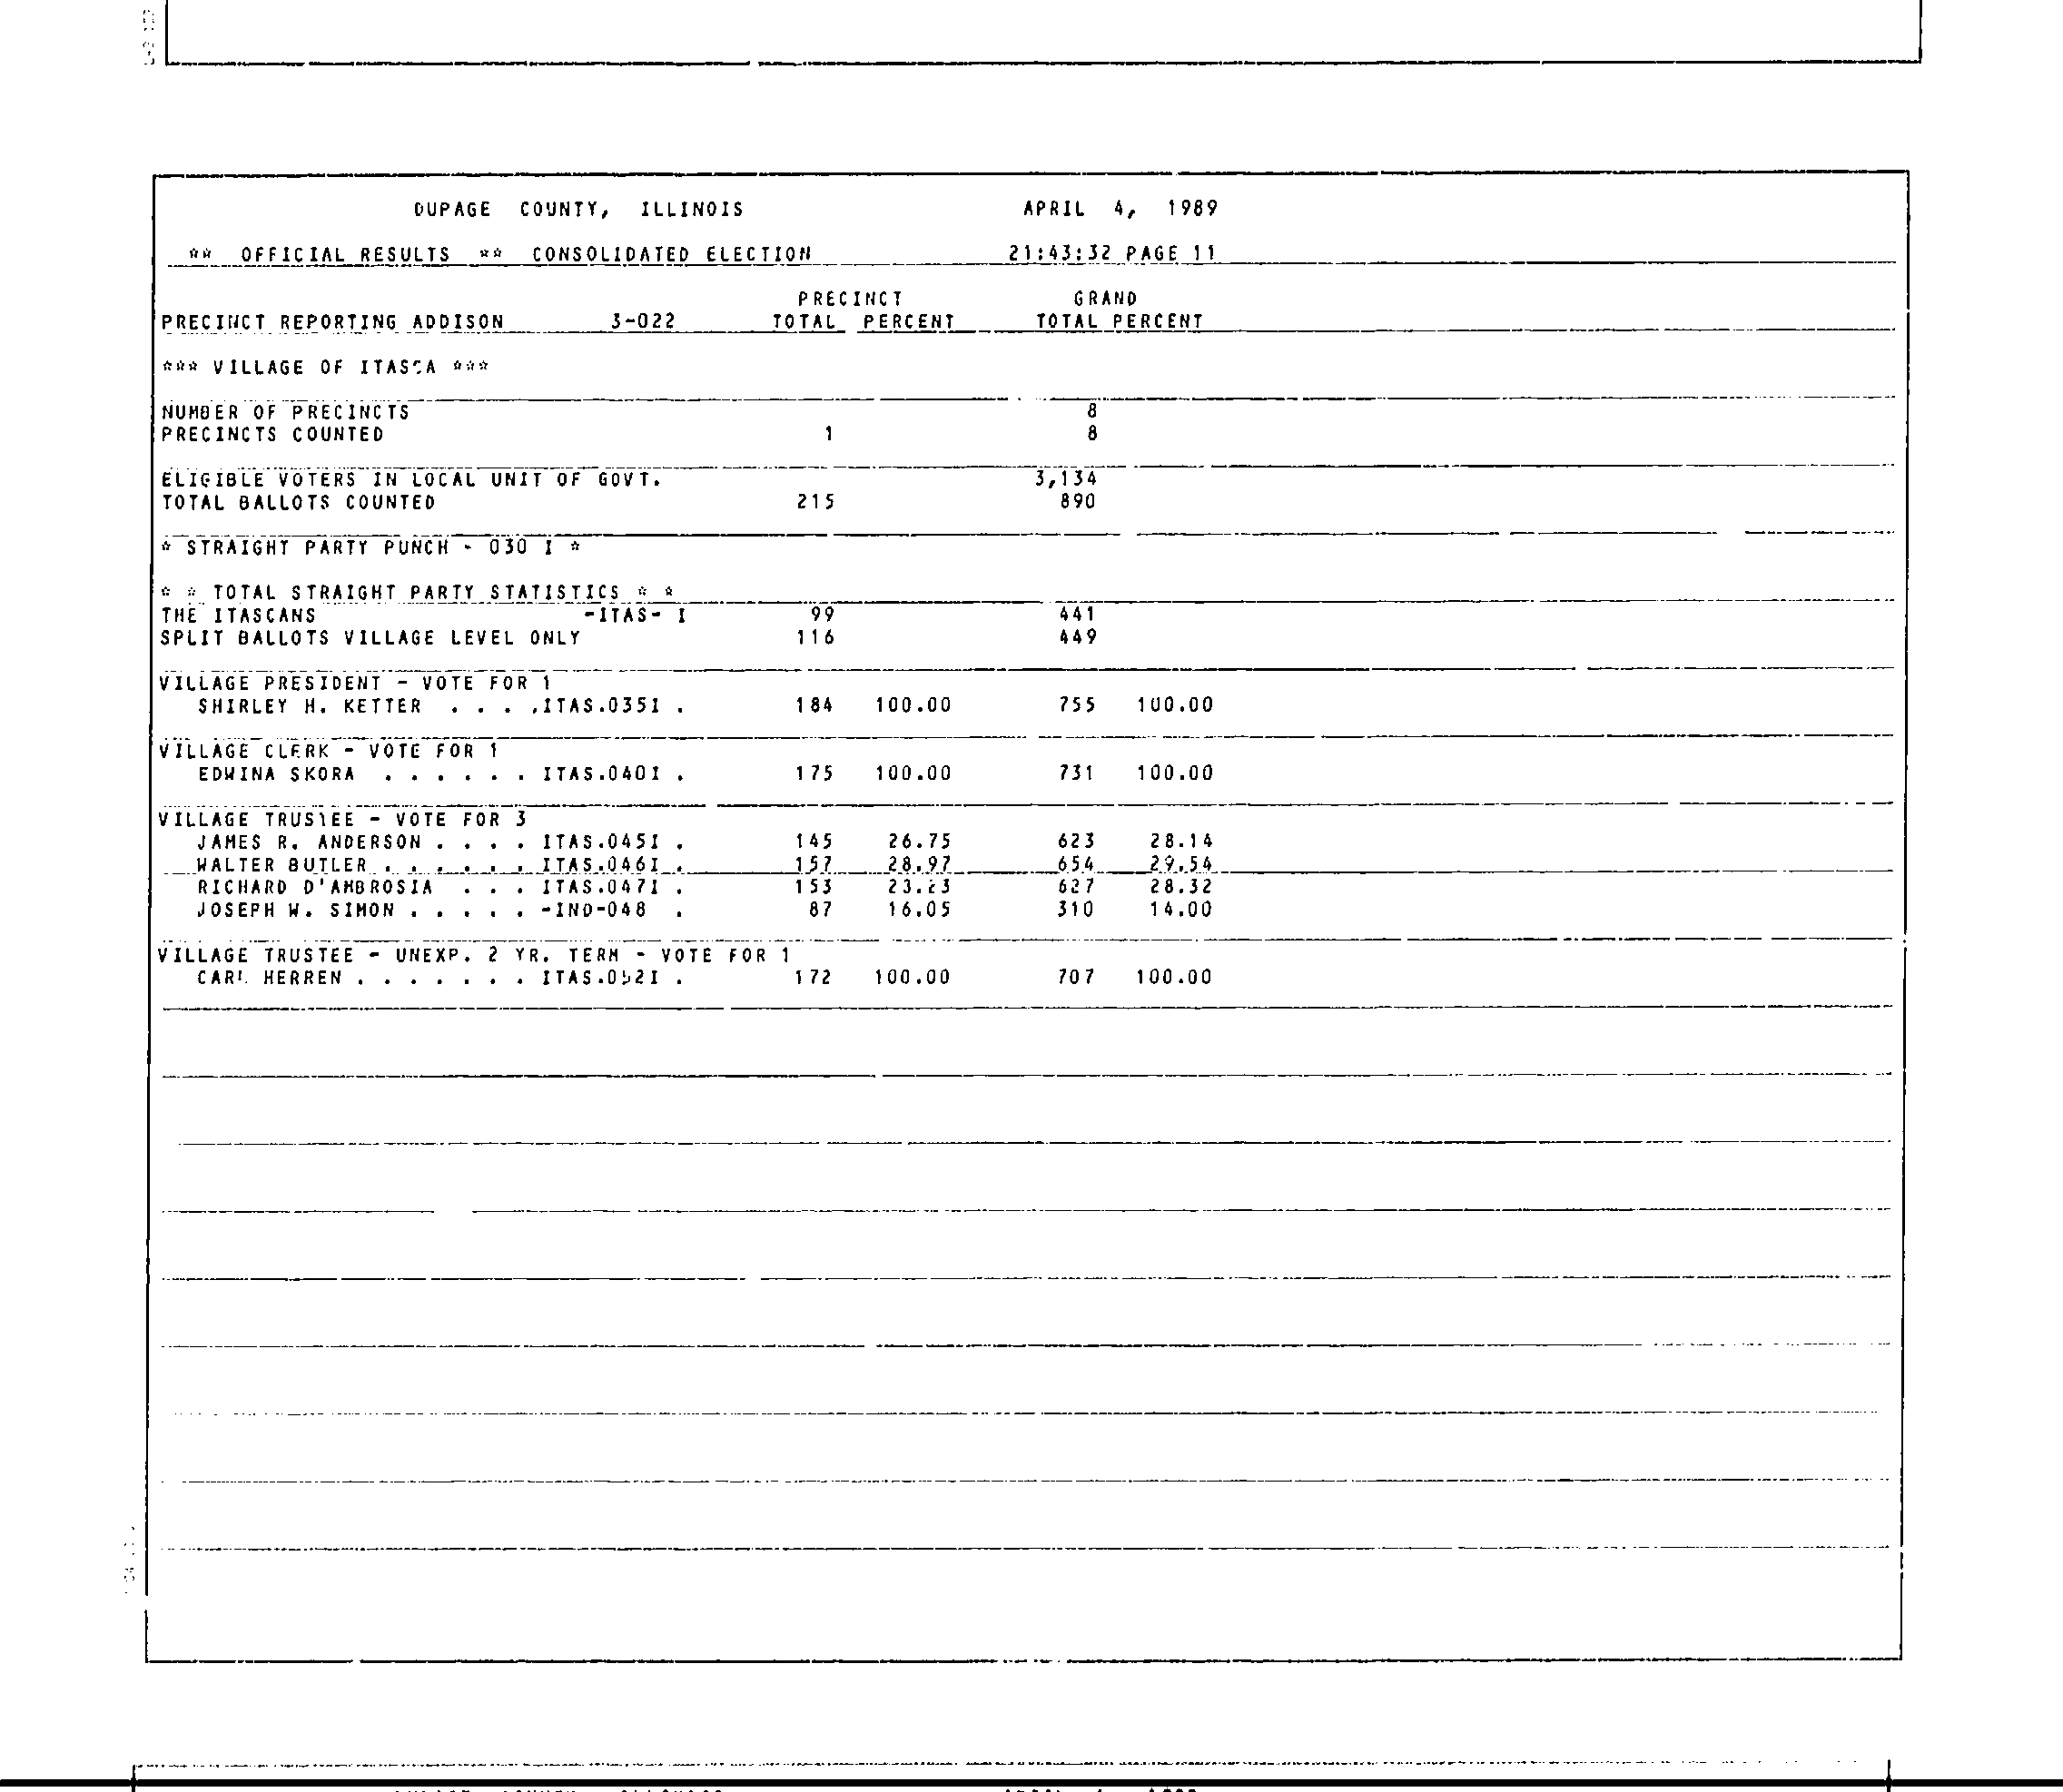 DUPAGE COUNTY, ILLINOIS APRIL 4, 1989
** OFFICIAL RESULTS ** CONSOLIDATED ELECTION 21:43:32 PAGE 11
PRECINCT GRAND
PRECINCT REPORTING ADDISON 3-022 TOTAL PERCENT TOTAL PERCENT
*** VILLAGE OF ITASCA ***
NUMBER OF PRECINCTS 8
PRECINCTS COUNTED 1 8
ELIGIBLE VOTERS IN LOCAL UNIT OF GOVT. 3,134
TOTAL BALLOTS COUNTED 215 890
* STRAIGHT PARTY PUNCH - 030 I *
* * TOTAL STRAIGHT PARTY STATISTICS * *
THE ITASCANS -ITAS- I 99 441
SPLIT BALLOTS VILLAGE LEVEL ONLY 116 449
VILLAGE PRESIDENT - VOTE FOR 1
SHIRLEY H. KETTER . . . .ITAS.035I . 184 100.00 755 100.00
VILLAGE CLERK - VOTE FOR 1
EDWINA SKORA . . . . . . ITAS.040I . 175 100.00 731 100.00
VILLAGE TRUSTEE - VOTE FOR 3
JAMES R. ANDERSON . . . . ITAS.045I . 145 26.75 623 28.14
WALTER BUTLER . . . . . . ITAS.046I . 157 28.97 654 29.54
RICHARD D'AMBROSIA . . . ITAS.047I . 153 627 28.32
JOSEPH W. SIMON . . . . . -IND-048 . 87 16.05 310 14.00
VILLAGE TRUSTEE - UNEXP. 2 YR. TERM - VOTE FOR 1
CARL HERREN . . . . . . . ITAS.052I . 172 100.00 707 100.00